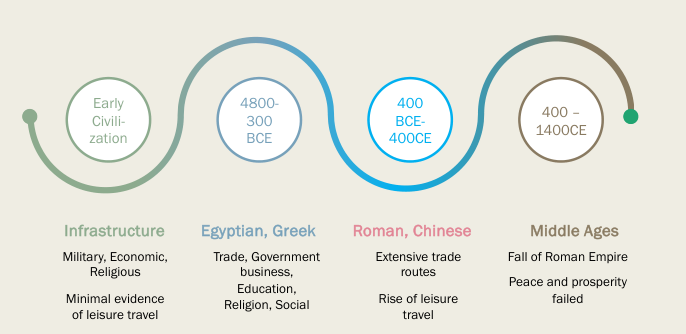 Early
Civili-
zation
4800-
300
BCE
400
BCE-
400CE
400 –
1400CE
Infrastructure
Military, Economic,
Religious
Minimal evidence
of leisure travel
Egyptian, Greek
Trade, Government
business,
Education,
Religion, Social
Roman, Chinese
Extensive trade
routes
Rise of leisure
travel
Middle Ages
Fall of Roman Empire
Peace and prosperity
failed